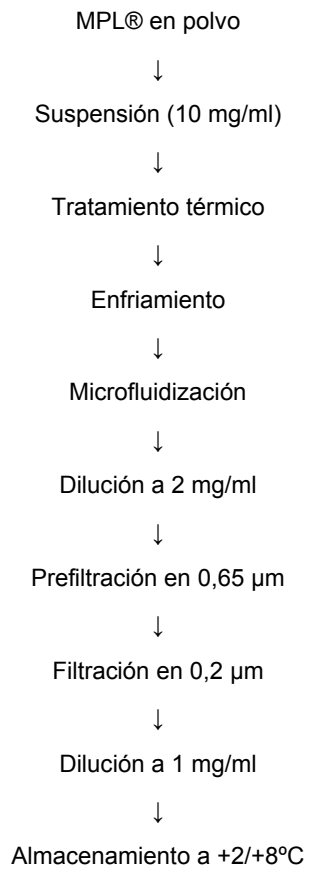 MPL® en polvo
↓
Suspensión (10 mg/ml)
↓
Tratamiento térmico
↓
Enfriamiento
↓
Microfluidización
↓
Dilución a 2 mg/ml
↓
Prefiltración en 0,65 µm
↓
Filtración en 0,2 µm
↓
Dilución a 1 mg/ml
↓
Almacenamiento a +2/+8ºC